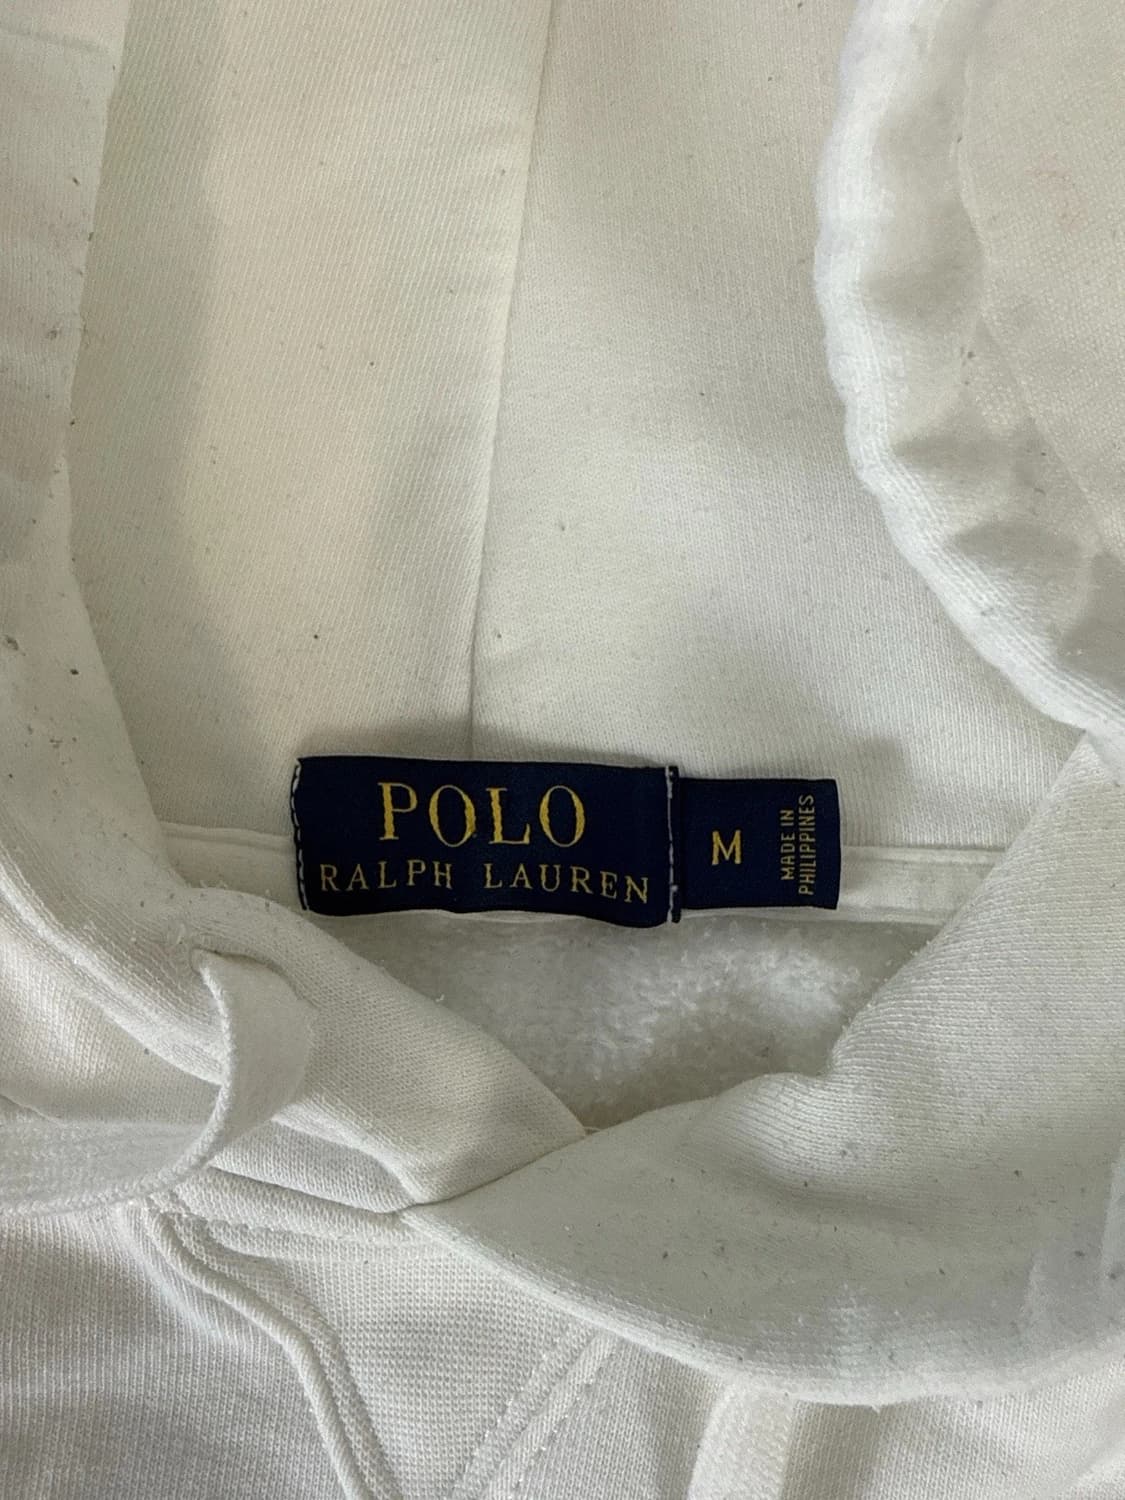 POLO
RALPH LAUREN
M
MADE IN
PHILIPPINES